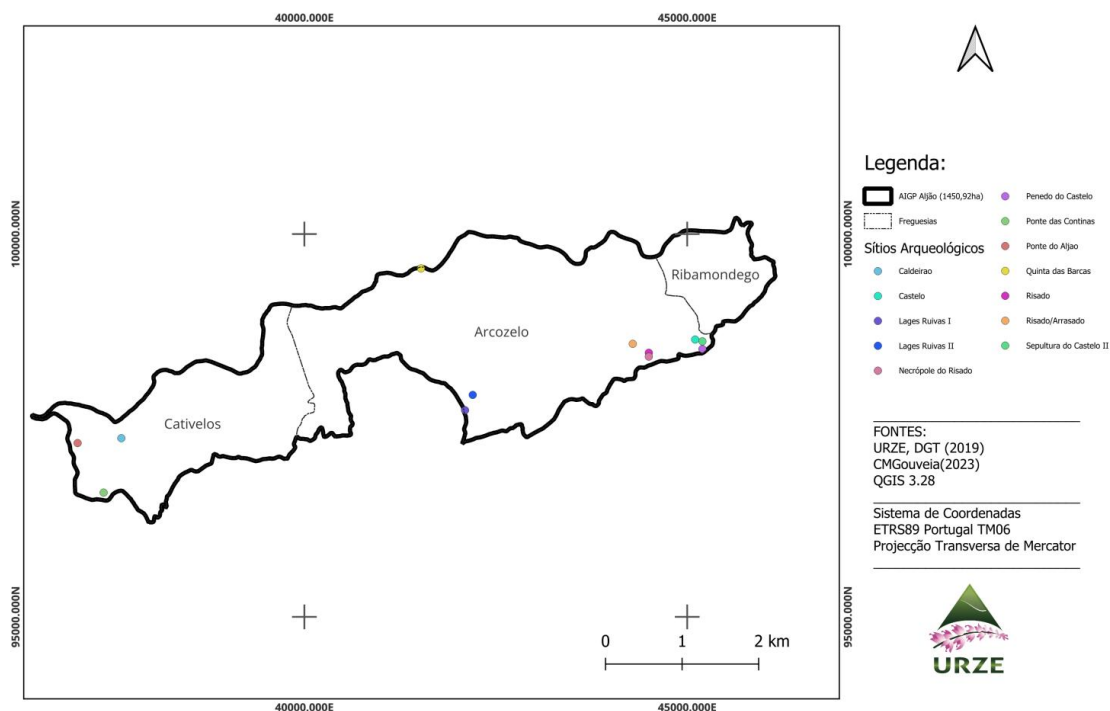 40000.000E
45000.000E
100000.000N
100000.000N
95000.000N
95000.000N
Ribamondego
Arcozelo
Cativelos
0
1
2 km
40000.000E
45000.000E
Legenda:
AIGP Aljão (1450,92ha)
Freguesias
Sítios Arqueológicos
Caldeirao
Castelo
Lages Ruivas I
Lages Ruivas II
Necrópole do Risado
Penedo do Castelo
Ponte das Continas
Ponte do Aljao
Quinta das Barcas
Risado
Risado/Arrasado
Sepultura do Castelo II
FONTES:
URZE, DGT (2019)
CMGouveia(2023)
QGIS 3.28
Sistema de Coordenadas
ETRS89 Portugal TM06
Projecção Transversa de Mercator
URZE